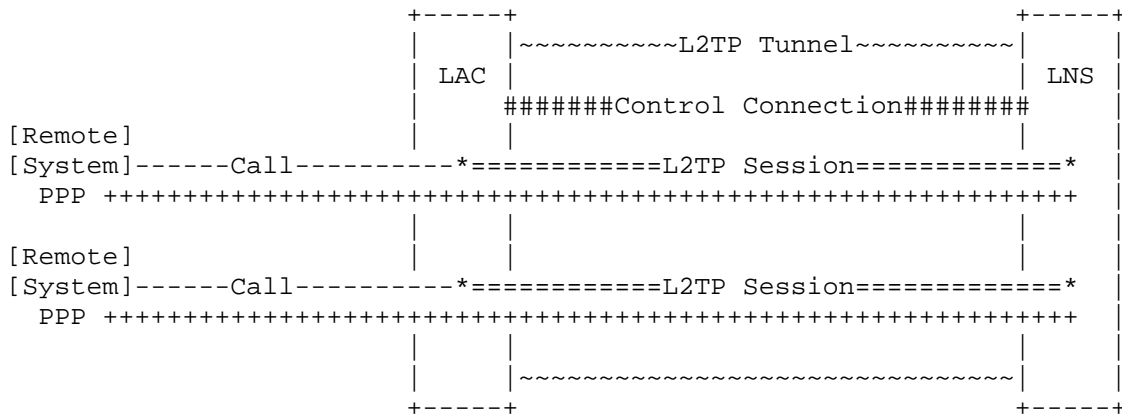 L2TP Tunnel
LAC LNS
Control Connection
[Remote]
[System] Call L2TP Session
PPP
[Remote]
[System] Call L2TP Session
PPP